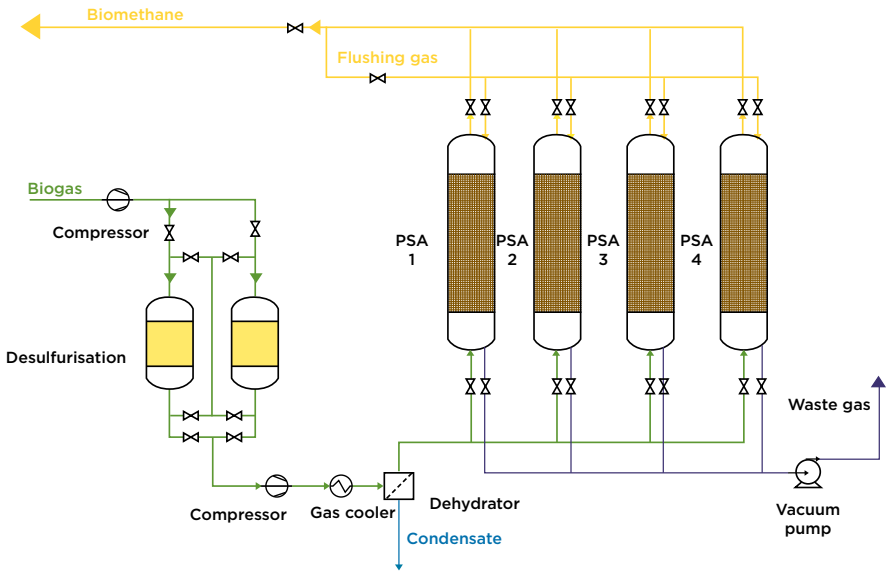 Biomethane
Flushing gas
Biogas
Compressor
PSA
1
PSA
2
PSA
3
PSA
4
Desulfurisation
Waste gas
Compressor
Gas cooler
Dehydrator
Vacuum
pump
Condensate